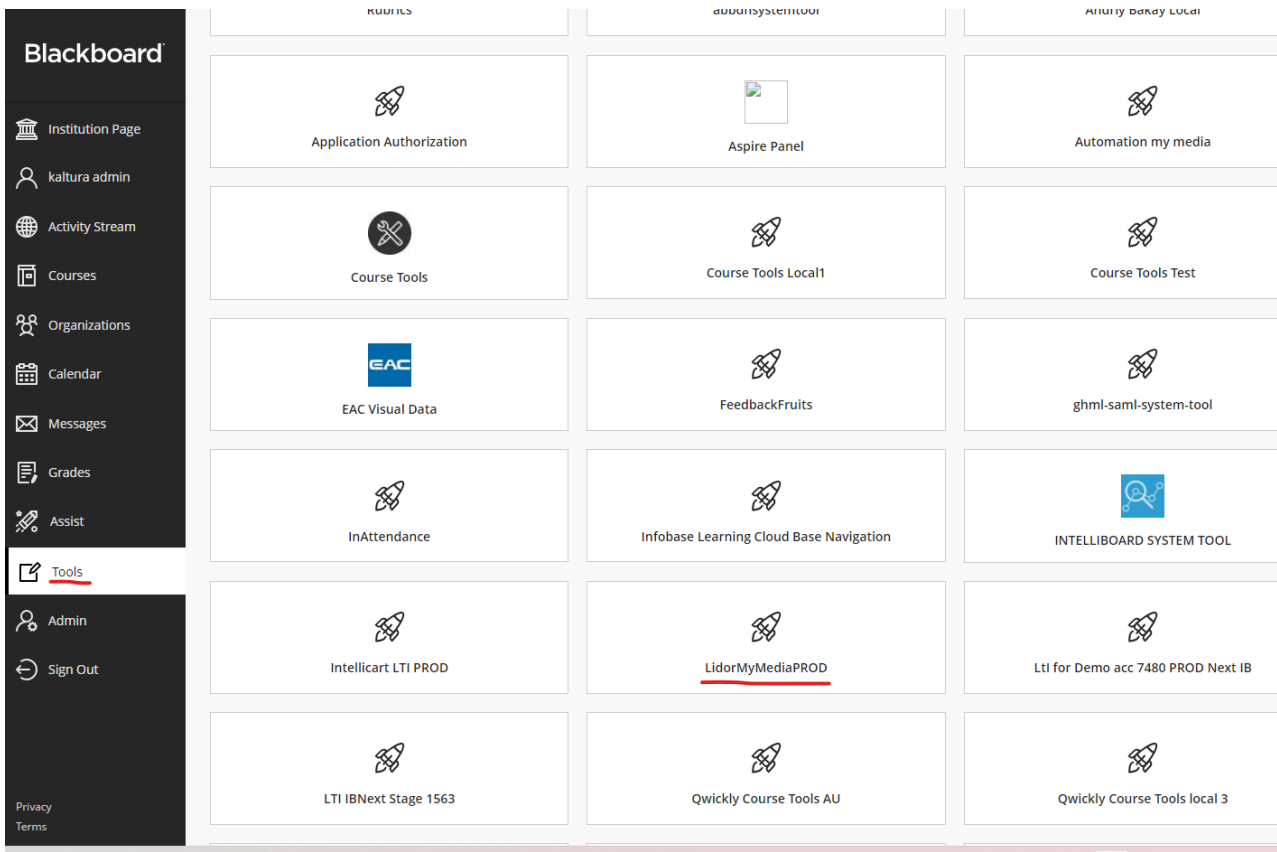 Rubrics
abbdnsystemtool
Andriy Bakay Local
Blackboard
Institution Page
kaltura admin
Activity Stream
Courses
Organizations
Calendar
Messages
Grades
Assist
Tools
Admin
Sign Out
Privacy
Terms
Application Authorization
Aspire Panel
Automation my media
Course Tools
Course Tools Local1
Course Tools Test
EAC
EAC Visual Data
FeedbackFruits
ghml-saml-system-tool
InAttendance
Infobase Learning Cloud Base Navigation
INTELLIBOARD SYSTEM TOOL
Intellicart LTI PROD
LidorMyMediaPROD
LtI for Demo acc 7480 PROD Next IB
LTI IBNext Stage 1563
Qwickly Course Tools AU
Qwickly Course Tools local 3